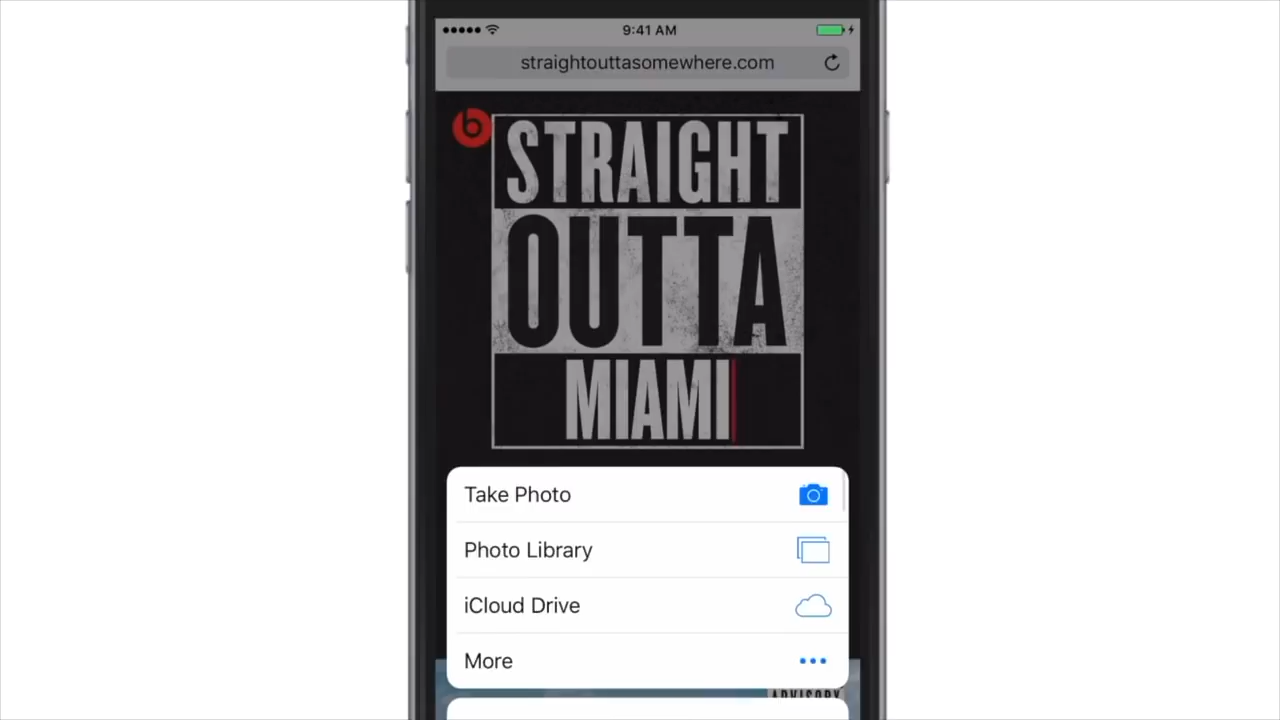 9:41 AM
straightouttasomewhere.com
b
STRAIGHT
OUTTA
MIAMI
Take Photo
Photo Library
iCloud Drive
More
ADVISORY